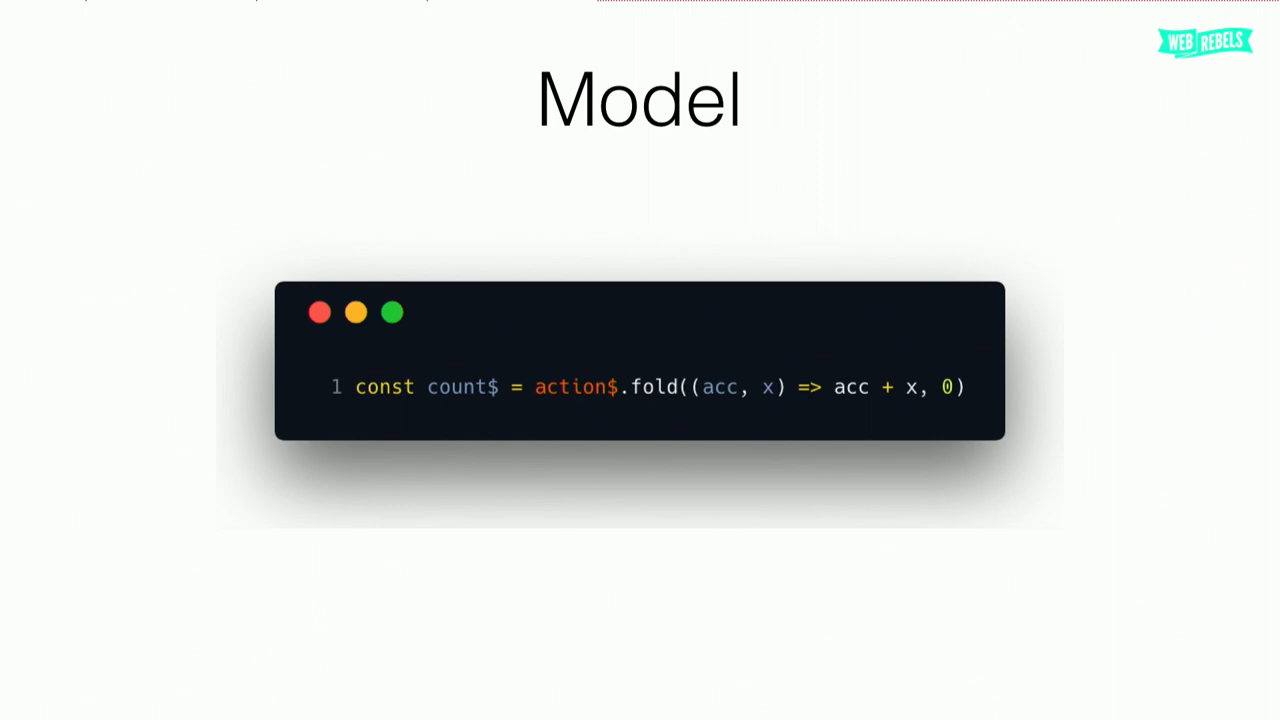 WEB REBELS
Model
1 const count$ = action$.fold((acc, x) => acc + x, 0)